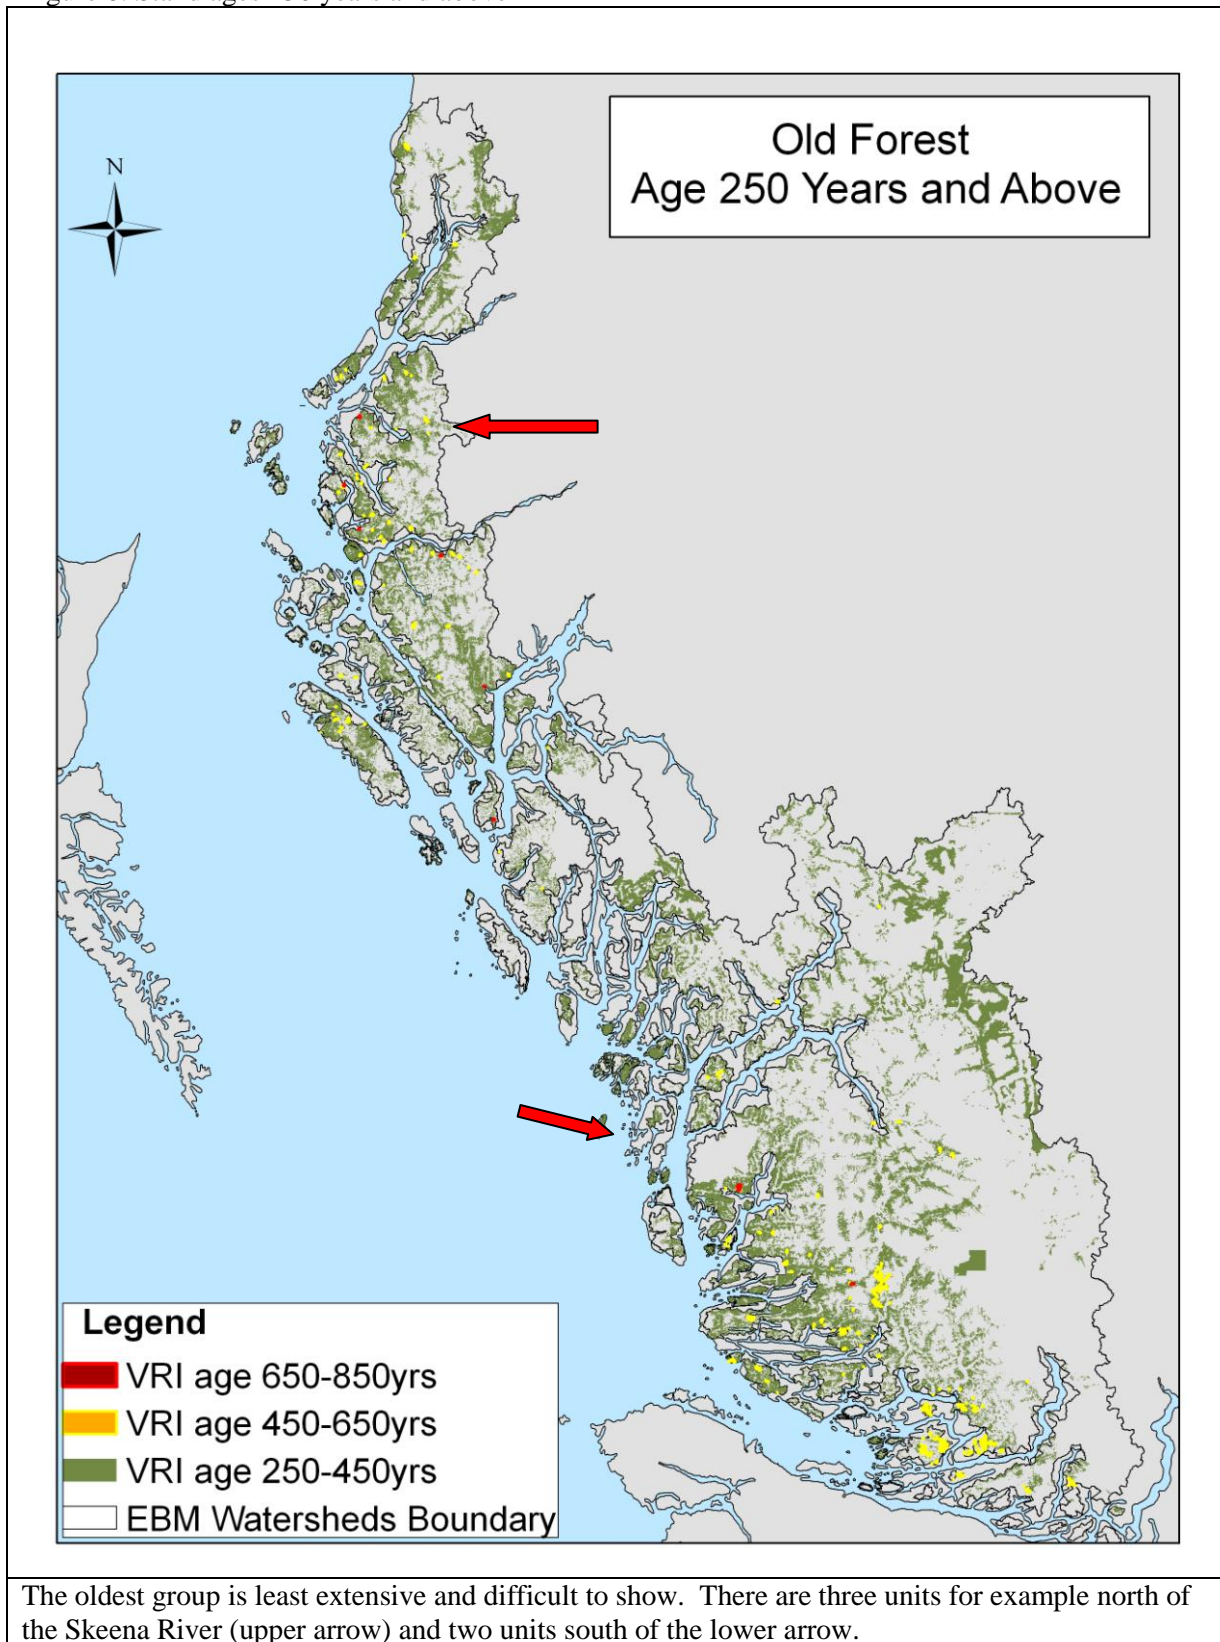 Old Forest
Age 250 Years and Above
N
Legend
VRI age 650-850yrs
VRI age 450-650yrs
VRI age 250-450yrs
EBM Watersheds Boundary
The oldest group is least extensive and difficult to show. There are three units for example north of
the Skeena River (upper arrow) and two units south of the lower arrow.